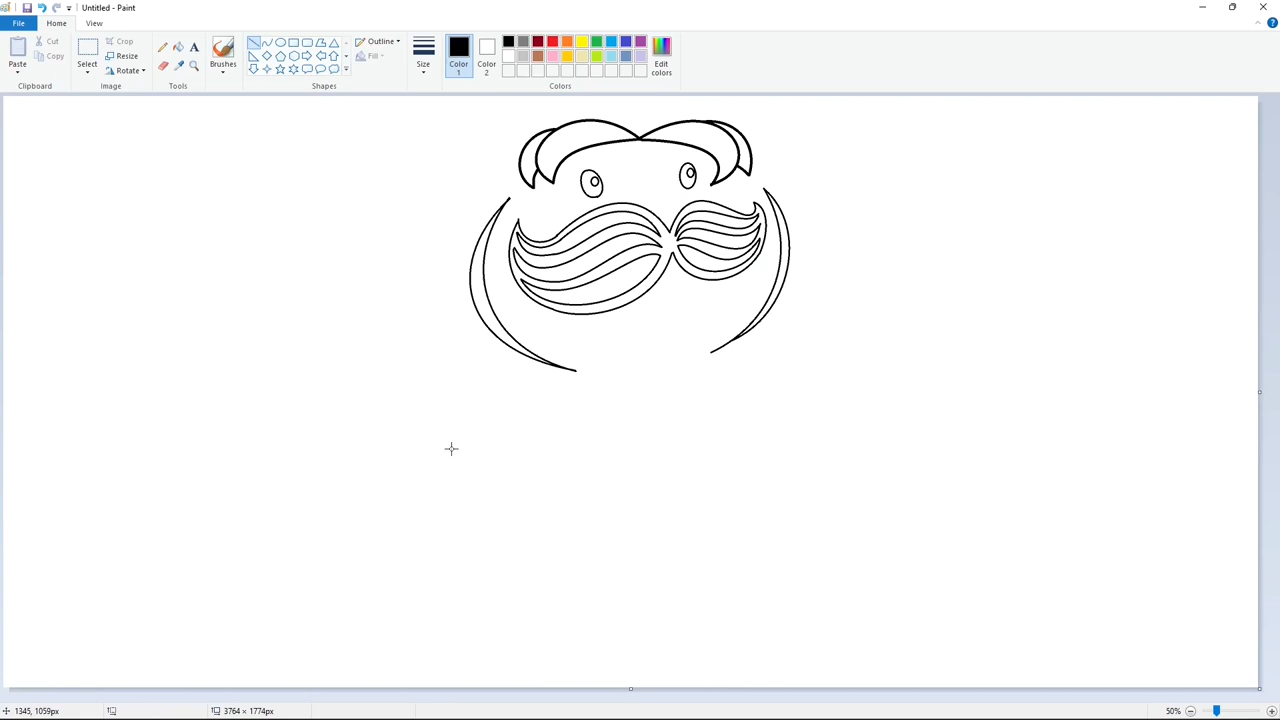 Untitled - Paint
File Home View
Paste
Cut
Copy
Clipboard
Select
Crop
Resize
Rotate
Image
Tools
Brushes
Shapes
Outline
Fill
Size
Color 1
Color 2
Colors
Edit colors
1345, 1059px
3764 × 1774px
50%